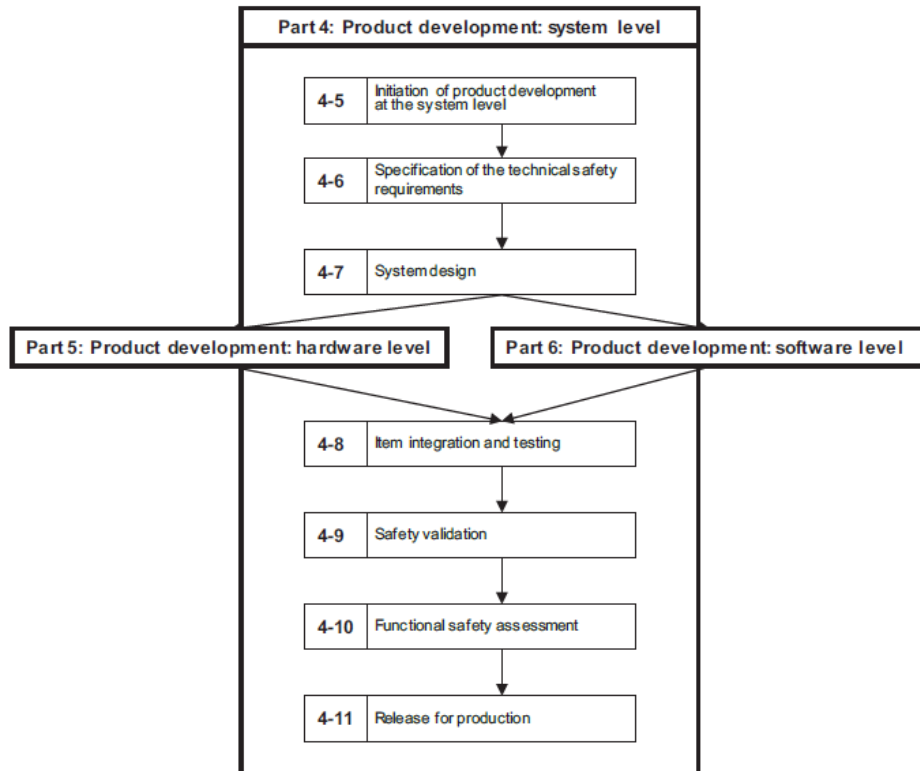 Part 4: Product development: system level
4-5
Initiation of product development
at the system level
4-6
Specification of the technical safety
requirements
4-7
System design
Part 5: Product development: hardware level
Part 6: Product development: software level
4-8
Item integration and testing
4-9
Safety validation
4-10
Functional safety assessment
4-11
Release for production